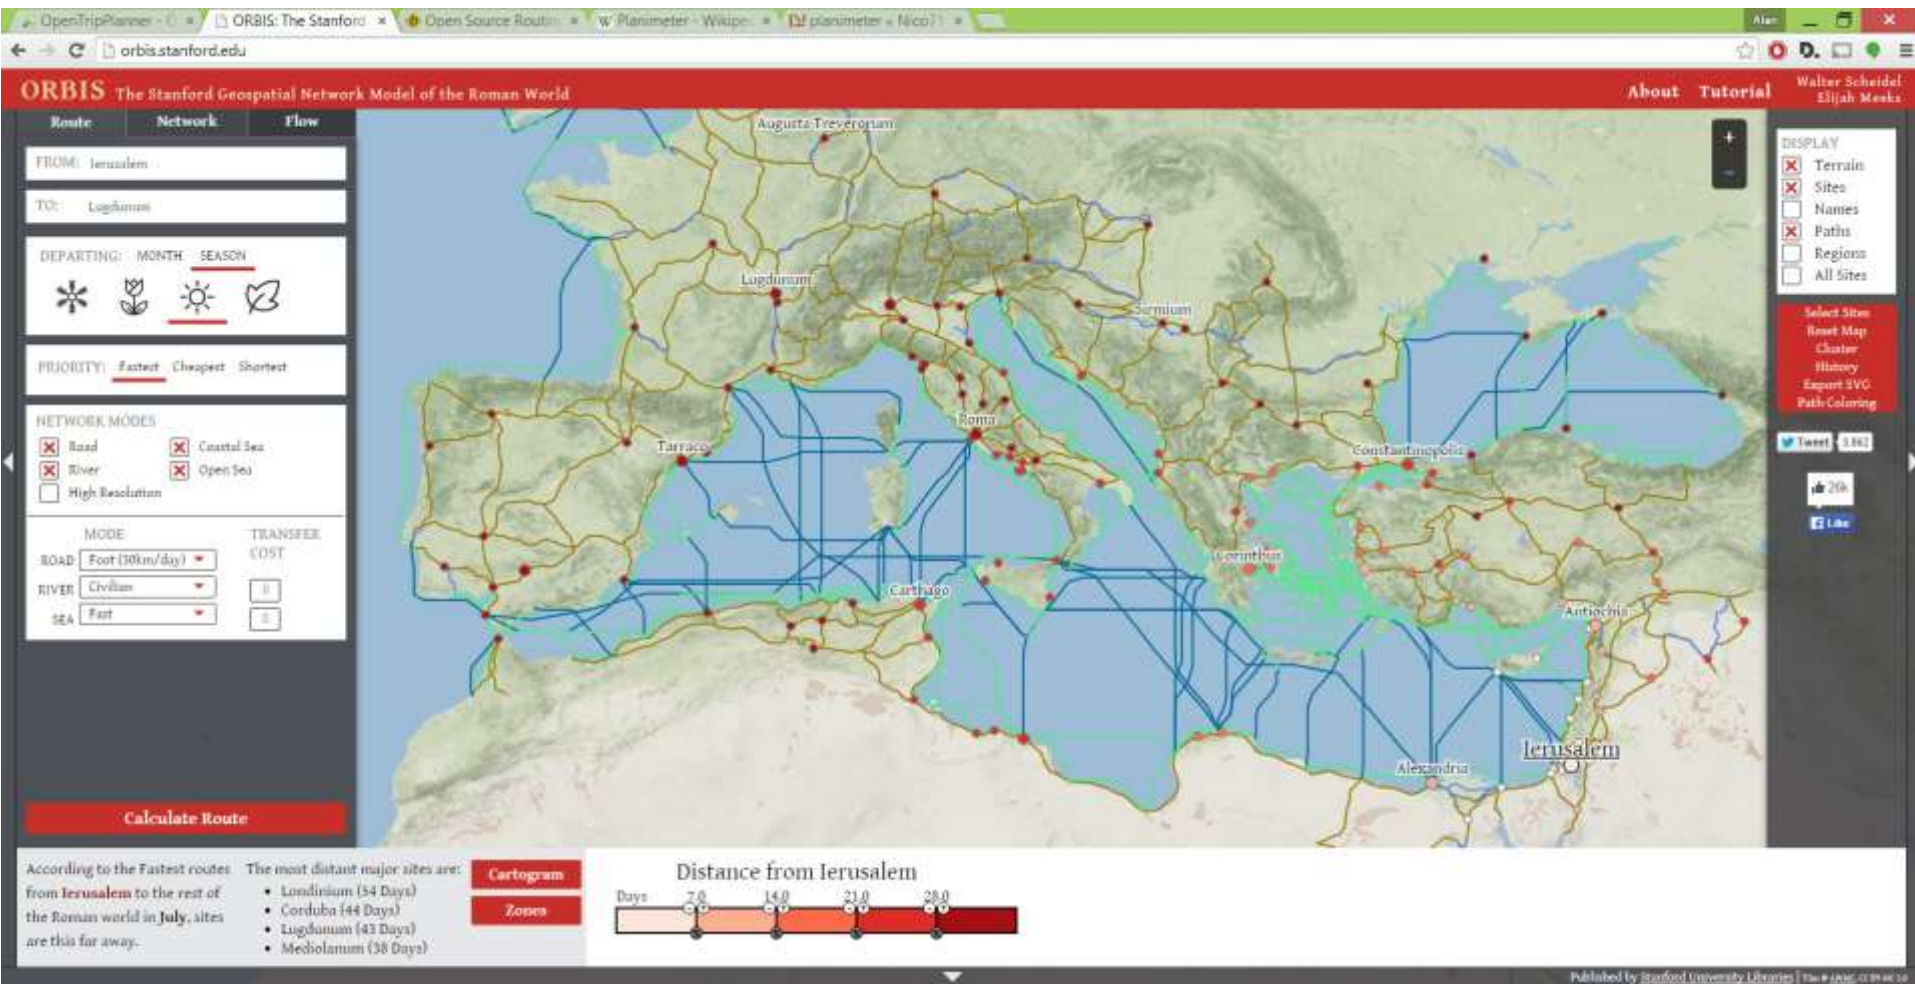 OpenTripPlanner - O
ORBIS: The Stanford
Open Source Routin
Planimeter - Wikipe
planimeter « Nico71
Alan
orbis.stanford.edu
ORBIS The Stanford Geospatial Network Model of the Roman World
About Tutorial
Walter Scheidel
Elijah Meeks
Route Network Flow
FROM: Ierusalem
TO: Lugdunum
DEPARTING: MONTH SEASON
PRIORITY: Fastest Cheapest Shortest
NETWORK MODES
Road Coastal Sea
River Open Sea
High Resolution
MODE TRANSFER COST
ROAD Foot (30km/day)
RIVER Civilian 0
SEA Fast 0
Calculate Route
Augusta Treverorum
Lugdunum
Sirmium
Roma
Tarraco
Constantinopolis
Corinthus
Carthago
Antiochia
Ierusalem
Alexandria
+
-
DISPLAY
Terrain
Sites
Names
Paths
Regions
All Sites
Select Sites
Reset Map
Cluster
History
Export SVG
Path Coloring
Tweet 3,862
26k
Like
According to the Fastest routes
from Ierusalem to the rest of
the Roman world in July, sites
are this far away.
The most distant major sites are:
Londinium (54 Days)
Corduba (44 Days)
Lugdunum (43 Days)
Mediolanum (38 Days)
Cartogram
Zones
Distance from Ierusalem
Days 7.0 14.0 21.0 28.0
Published by Stanford University Libraries